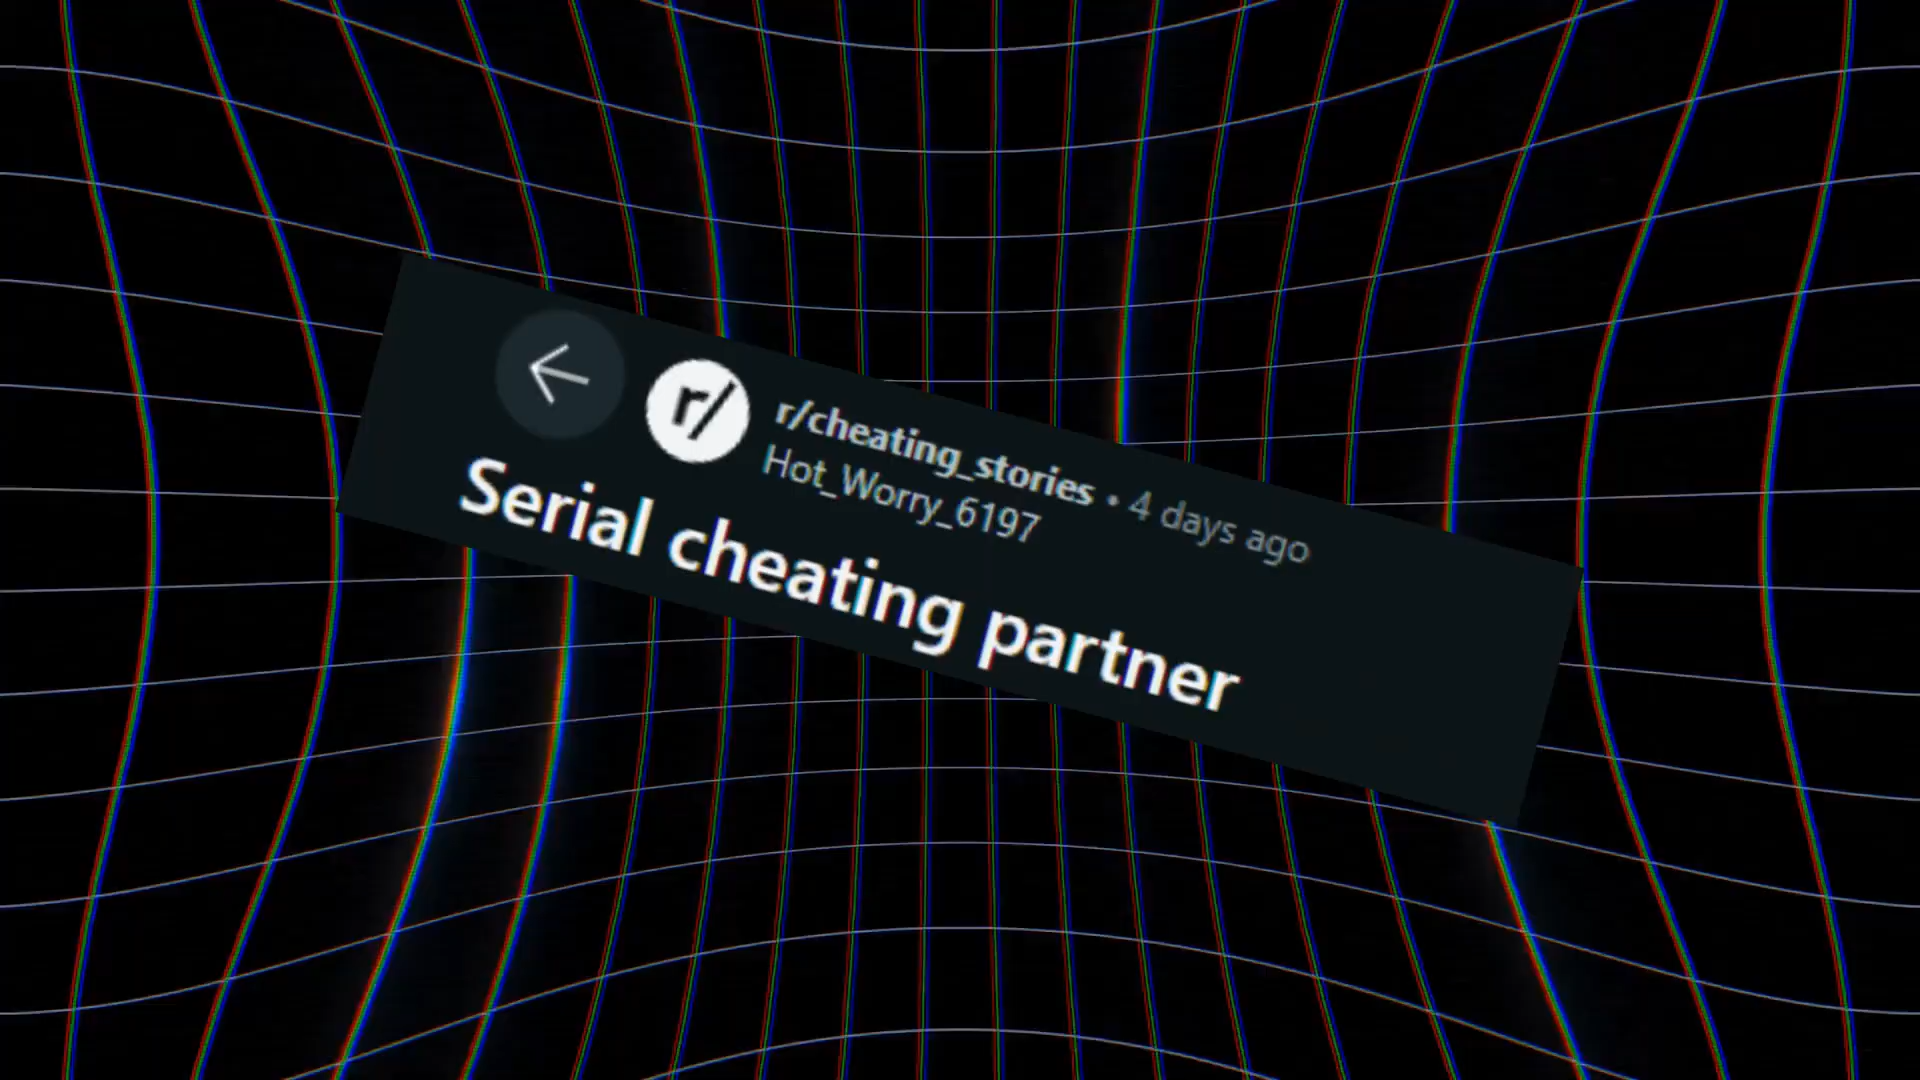 r/
r/cheating_stories • 4 days ago
Hot_Worry_6197
Serial cheating partner